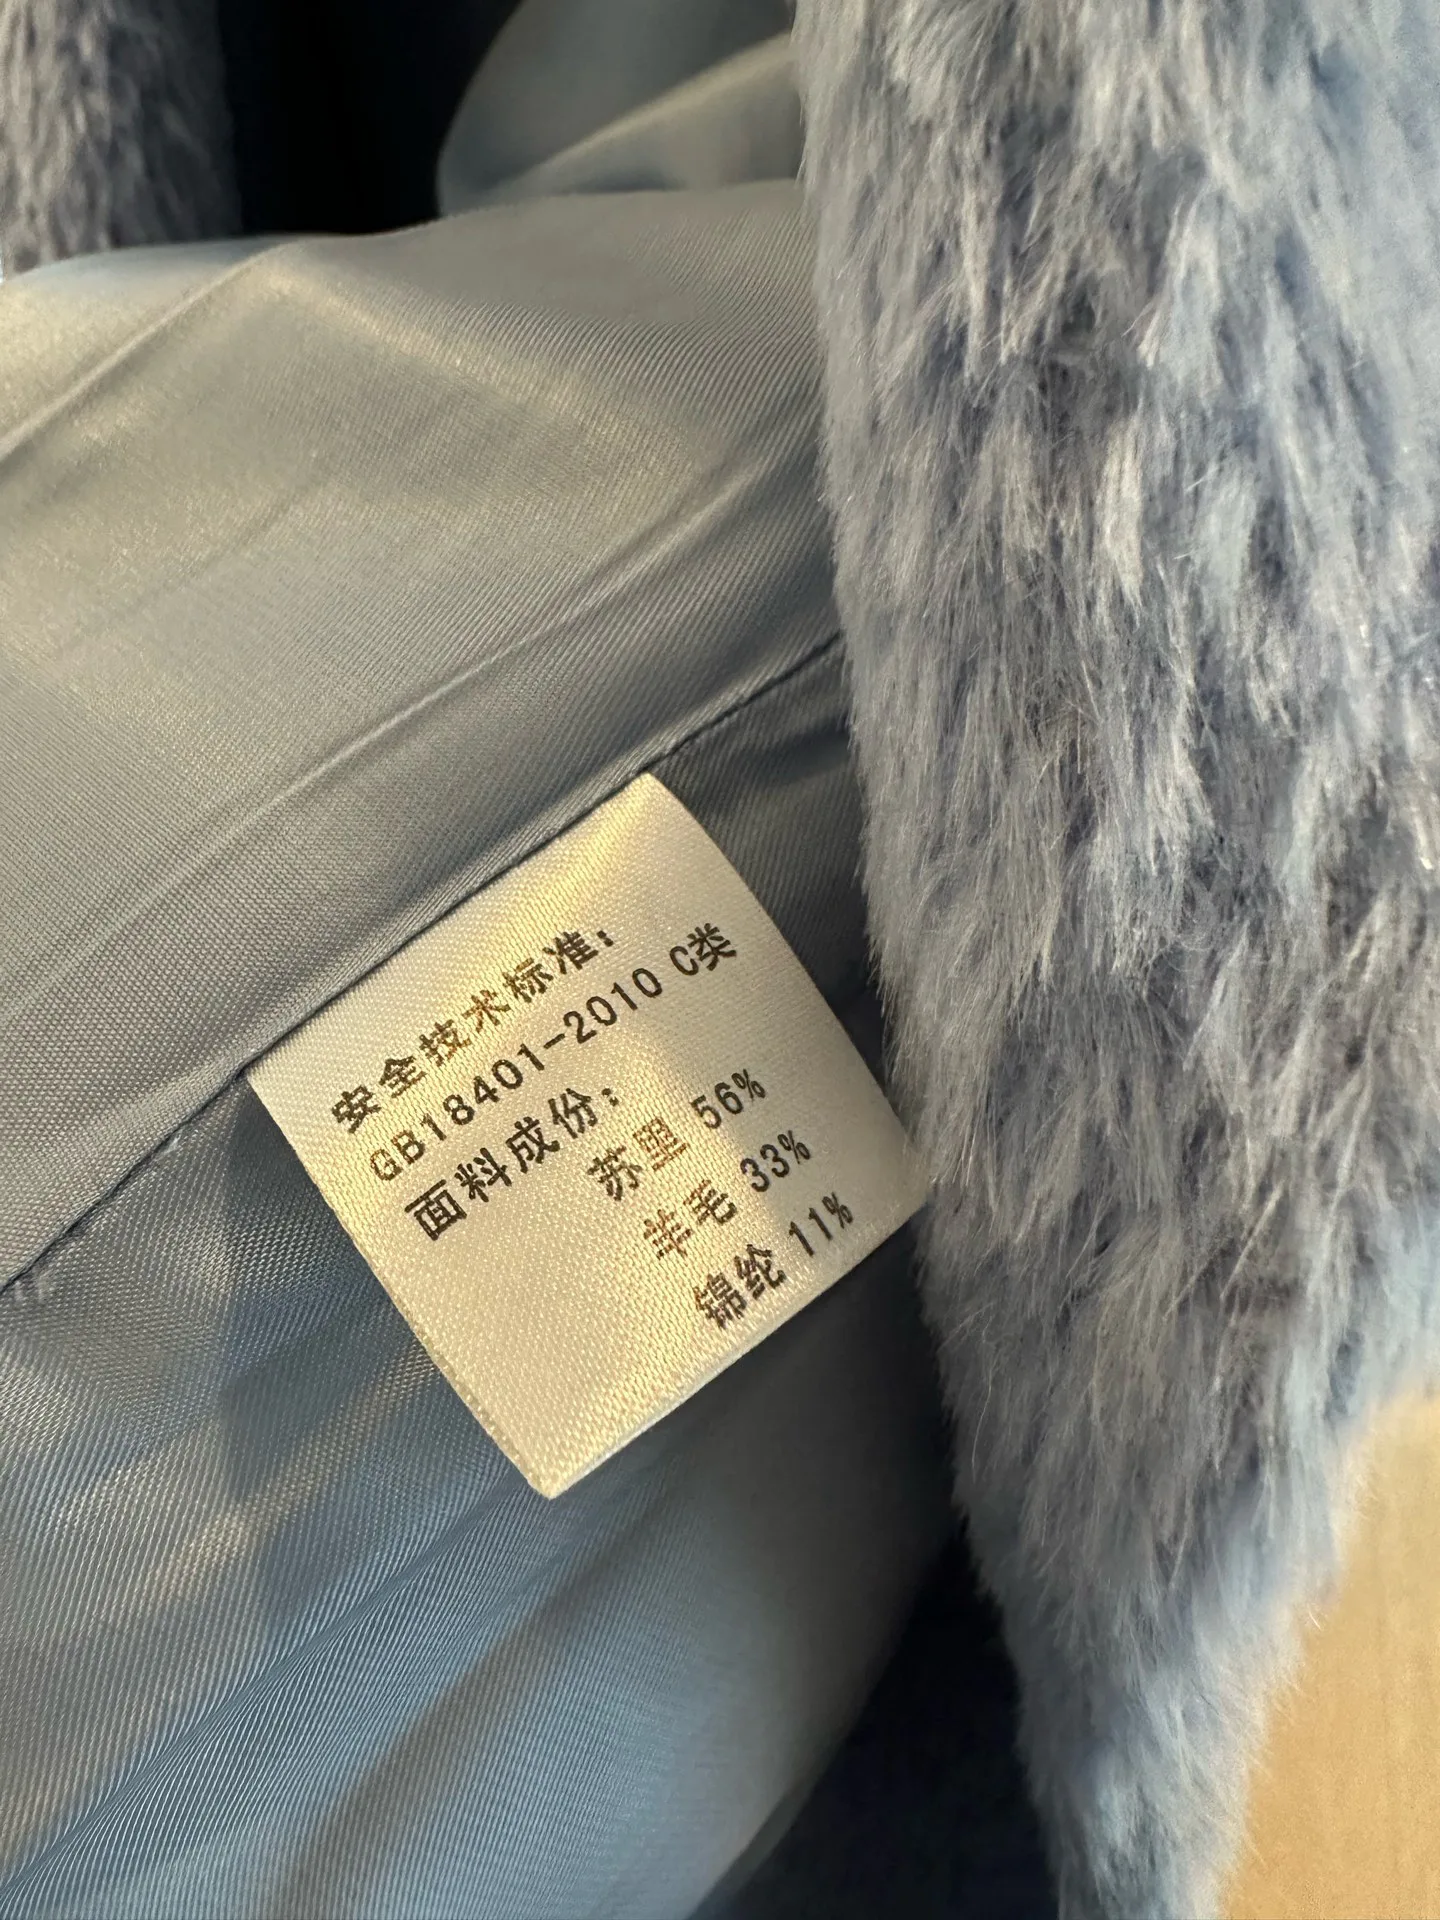 安全技术标准:
GB18401-2010 C类
面料成份:
苏里 56%
羊毛 33%
锦纶 11%